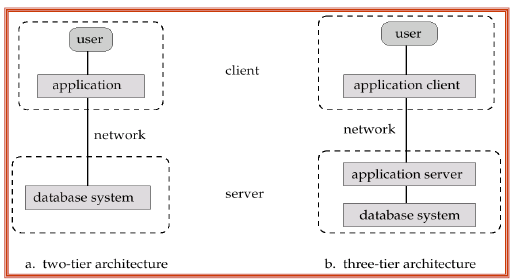 user
application
network
database system
a. two-tier architecture
client
server
user
application client
network
application server
database system
b. three-tier architecture